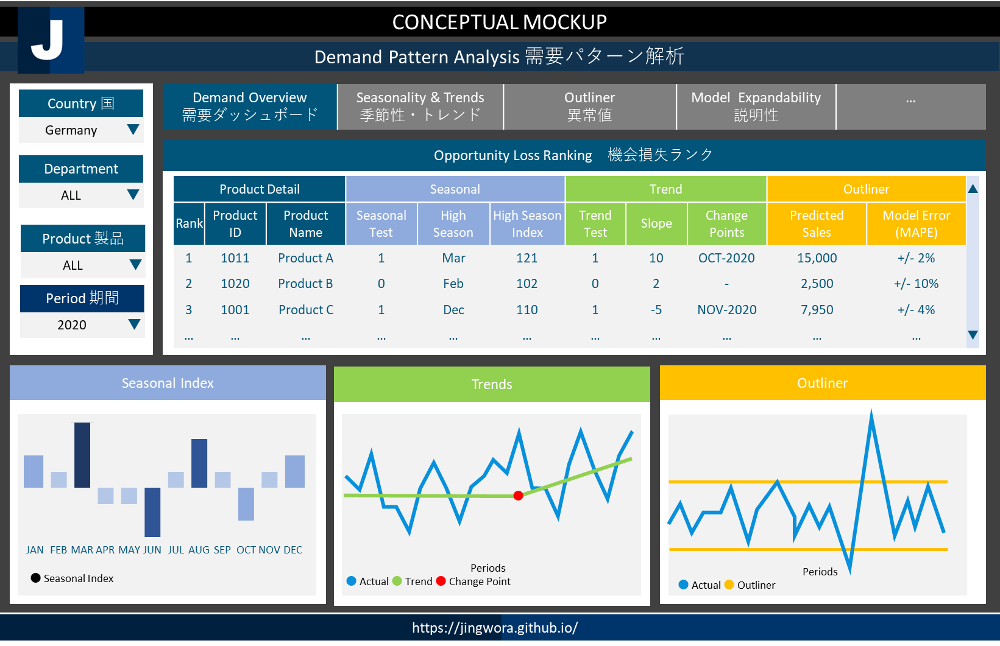 J
CONCEPTUAL MOCKUP
Demand Pattern Analysis 需要パターン解析
Country 国
Germany
Department
ALL
Product 製品
ALL
Period 期間
2020
Demand Overview
需要ダッシュボード
Seasonality & Trends
季節性・トレンド
Outliner
異常値
Model Expandability
説明性
...
Opportunity Loss Ranking 機会損失ランク
Product Detail Seasonal Trend Outliner
Rank Product ID Product Name Seasonal Test High Season High Season Index Trend Test Slope Change Points Predicted Sales Model Error (MAPE)
1 1011 Product A 1 Mar 121 1 10 OCT-2020 15,000 +/- 2%
2 1020 Product B 0 Feb 102 0 2 - 2,500 +/- 10%
3 1001 Product C 1 Dec 110 1 -5 NOV-2020 7,950 +/- 4%
... ... ... ... ... ... ... ... ... ... ...
Seasonal Index
JAN FEB MAR APR MAY JUN JUL AUG SEP OCT NOV DEC
Seasonal Index
Trends
Periods
Actual Trend Change Point
Outliner
Periods
Actual Outliner
https://jingwora.github.io/